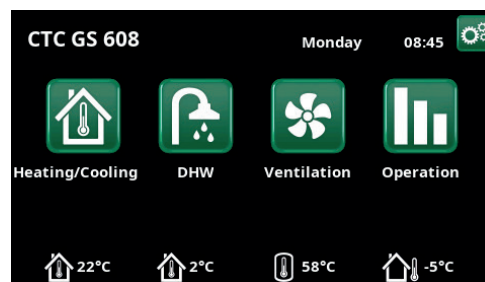 CTC GS 608 Monday 08:45
Heating/Cooling DHW Ventilation Operation
22°C 2°C 58°C -5°C